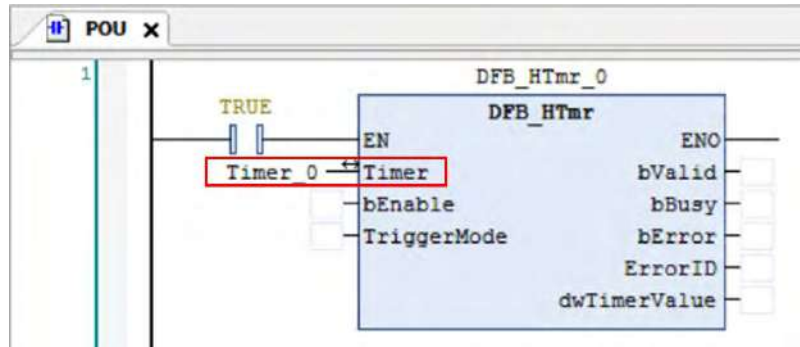 POU X
1
DFB_HTmr_0
TRUE
DFB_HTmr
EN ENO
Timer_0 Timer bValid
bEnable bBusy
TriggerMode bError
ErrorID
dwTimerValue